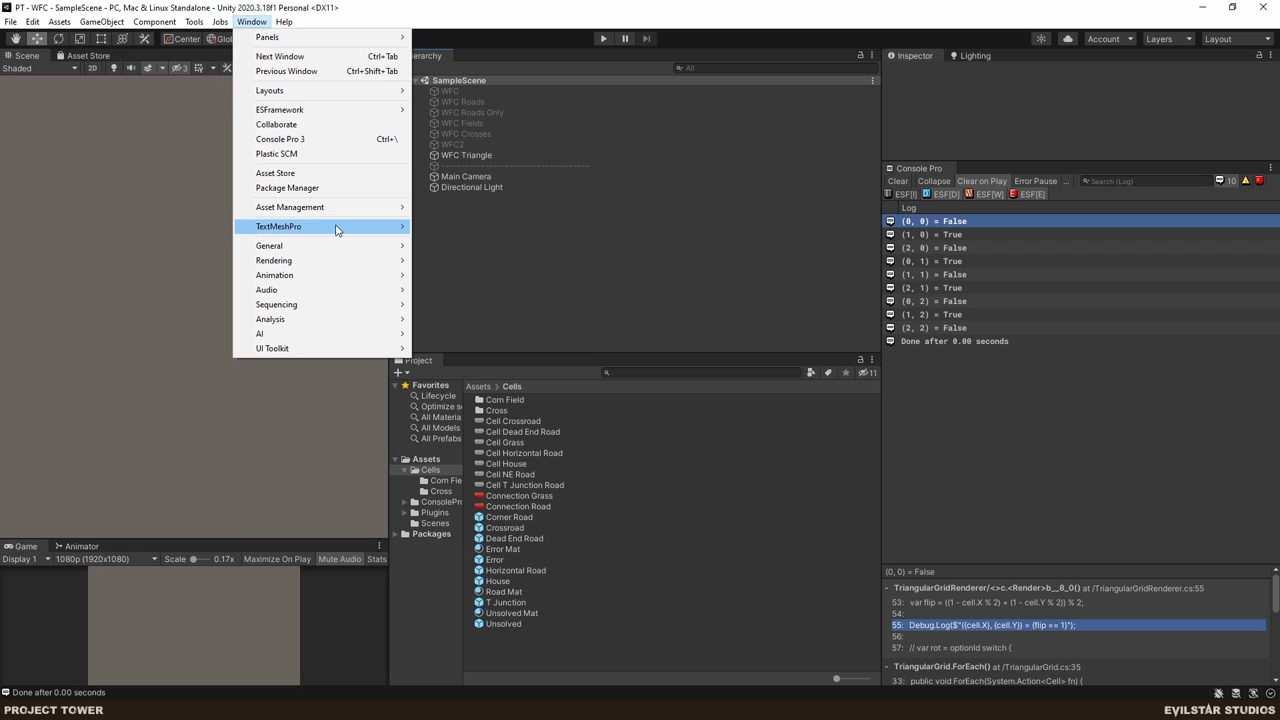 PT - WFC - SampleScene - PC, Mac & Linux Standalone - Unity 2020.3.18f1 Personal <DX11>
File Edit Assets GameObject Component Tools Jobs Window Help
Center Glob
Account Layers Layout
Scene Asset Store
Shaded 2D 3
Panels
Next Window Ctrl+Tab
Previous Window Ctrl+Shift+Tab
Layouts
ESFramework
Collaborate
Console Pro 3 Ctrl+\
Plastic SCM
Asset Store
Package Manager
Asset Management
TextMeshPro
General
Rendering
Animation
Audio
Sequencing
Analysis
AI
UI Toolkit
erarchy
All
SampleScene
WFC
WFC Roads
WFC Roads Only
WFC Fields
WFC Crosses
WFC2
WFC Triangle
------------------------------------
Main Camera
Directional Light
Project
11
Favorites
Lifecycle
Optimize s
All Materia
All Models
All Prefabs
Assets
Cells
Corn Fie
Cross
ConsolePro
Plugins
Scenes
Packages
Assets > Cells
Corn Field
Cross
Cell Crossroad
Cell Dead End Road
Cell Grass
Cell Horizontal Road
Cell House
Cell NE Road
Cell T Junction Road
Connection Grass
Connection Road
Corner Road
Crossroad
Dead End Road
Error Mat
Error
Horizontal Road
House
Road Mat
T Junction
Unsolved Mat
Unsolved
Game Animator
Display 1 1080p (1920x1080) Scale 0.17x Maximize On Play Mute Audio Stats
Inspector Lighting
Console Pro
Clear Collapse Clear on Play Error Pause ... Search (Log) 10
ESF[I] ESF[D] ESF[W] ESF[E]
Log
(0, 0) = False
(1, 0) = True
(2, 0) = False
(0, 1) = True
(1, 1) = False
(2, 1) = True
(0, 2) = False
(1, 2) = True
(2, 2) = False
Done after 0.00 seconds
(0, 0) = False
TriangularGridRenderer/<>c.<Render>b__8_0() at /TriangularGridRenderer.cs:55
53: var flip = ((1 - cell.X % 2) + (1 - cell.Y % 2)) % 2;
54:
55: Debug.Log($"({cell.X}, {cell.Y}) = {flip == 1}");
56:
57: // var rot = optionId switch {
TriangularGrid.ForEach() at /TriangularGrid.cs:35
33: public void ForEach(System.Action<Cell> fn) {
Done after 0.00 seconds
PROJECT TOWER EVILSTAR STUDIOS